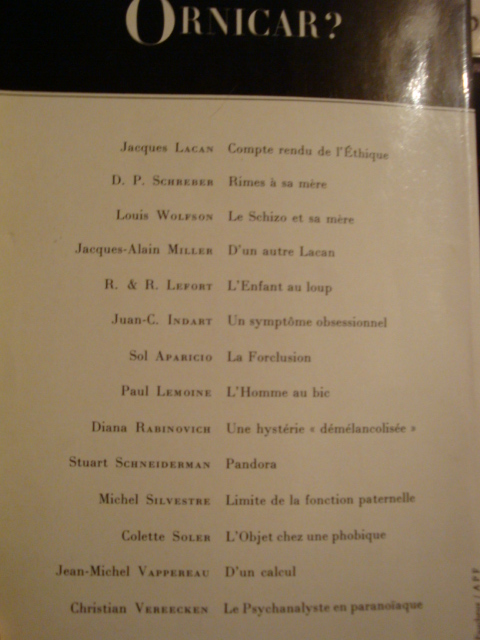 ORNICAR?
Jacques LACAN Compte rendu de l'Éthique
D. P. SCHREBER Rimes à sa mère
Louis WOLFSON Le Schizo et sa mère
Jacques-Alain MILLER D'un autre Lacan
R. & R. LEFORT L'Enfant au loup
Juan-C. INDART Un symptôme obsessionnel
Sol APARICIO La Forclusion
Paul LEMOINE L'Homme au bic
Diana RABINOVICH Une hystérie « démélancolisée »
Stuart SCHNEIDERMAN Pandora
Michel SILVESTRE Limite de la fonction paternelle
Colette SOLER L'Objet chez une phobique
Jean-Michel VAPPEREAU D'un calcul
Christian VEREECKEN Le Psychanalyste en paranoïaque